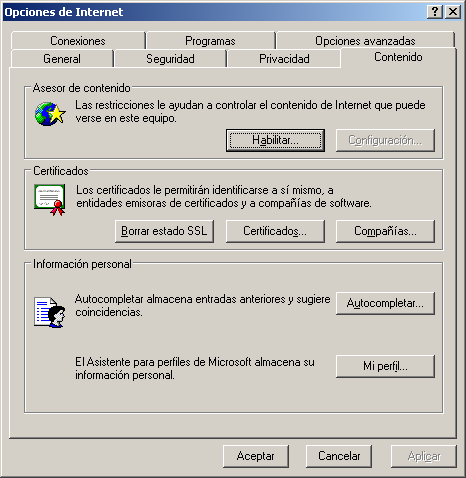 Opciones de Internet
Conexiones Programas Opciones avanzadas
General Seguridad Privacidad Contenido
Asesor de contenido
Las restricciones le ayudan a controlar el contenido de Internet que puede
verse en este equipo.
Habilitar... Configuración...
Certificados
Los certificados le permitirán identificarse a sí mismo, a
entidades emisoras de certificados y a compañías de software.
Borrar estado SSL Certificados... Compañías...
Información personal
Autocompletar almacena entradas anteriores y sugiere
coincidencias.
Autocompletar...
El Asistente para perfiles de Microsoft almacena su
información personal.
Mi perfil...
Aceptar Cancelar Aplicar